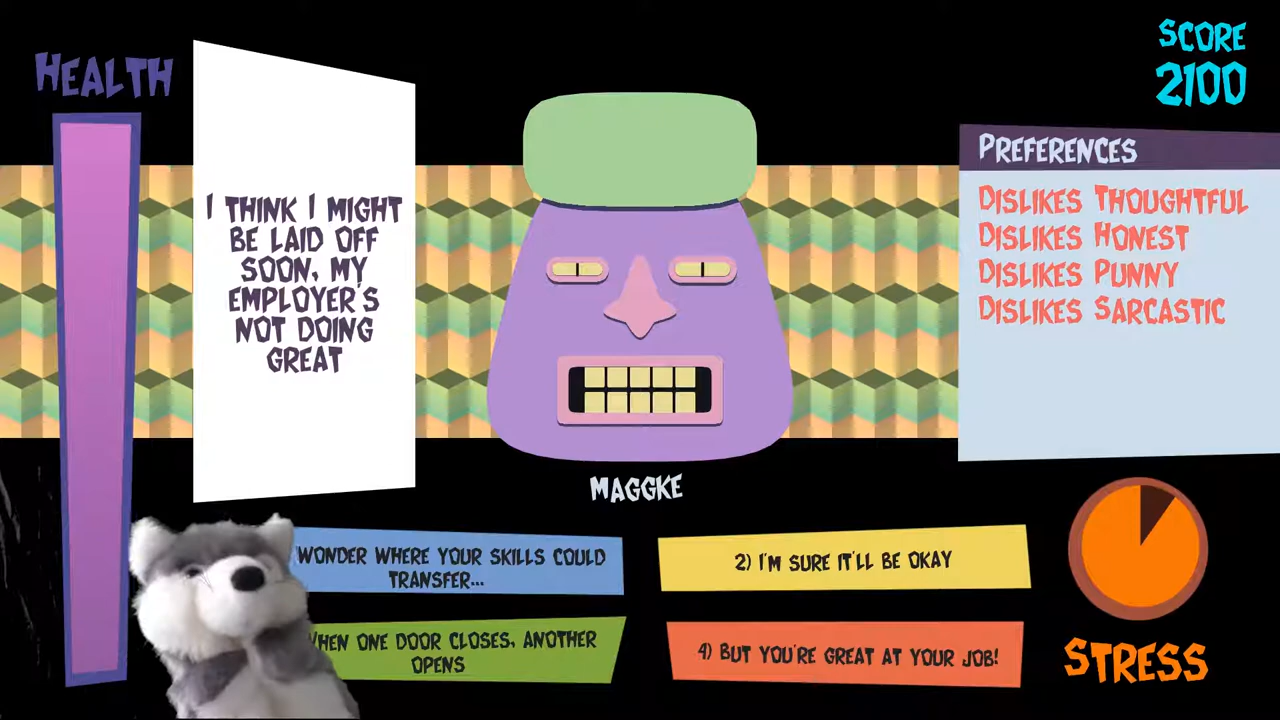 HEALTH
SCORE
2100
I THINK I MIGHT
BE LAID OFF
SOON, MY
EMPLOYER'S
NOT DOING
GREAT
PREFERENCES
DISLIKES THOUGHTFUL
DISLIKES HONEST
DISLIKES PUNNY
DISLIKES SARCASTIC
MAGGKE
WONDER WHERE YOUR SKILLS COULD
TRANSFER...
2) I'M SURE IT'LL BE OKAY
WHEN ONE DOOR CLOSES, ANOTHER
OPENS
4) BUT YOU'RE GREAT AT YOUR JOB!
STRESS